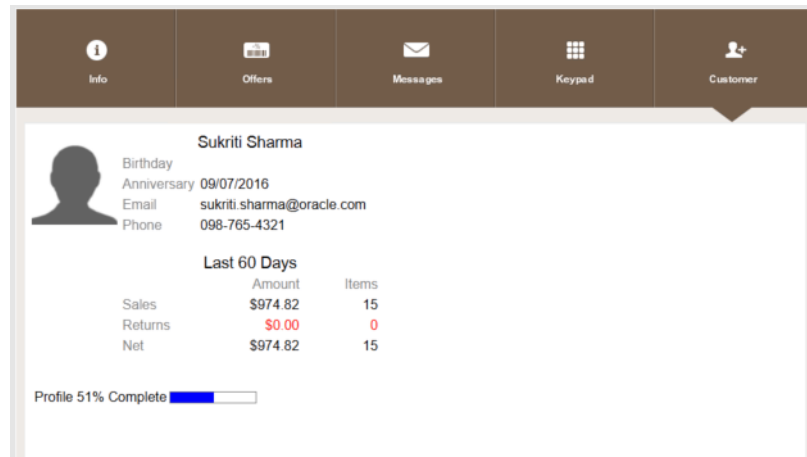 Info Offers Messages Keypad Customer
Sukriti Sharma
Birthday
Anniversary 09/07/2016
Email sukriti.sharma@oracle.com
Phone 098-765-4321
Last 60 Days
Amount Items
Sales $974.82 15
Returns $0.00 0
Net $974.82 15
Profile 51% Complete